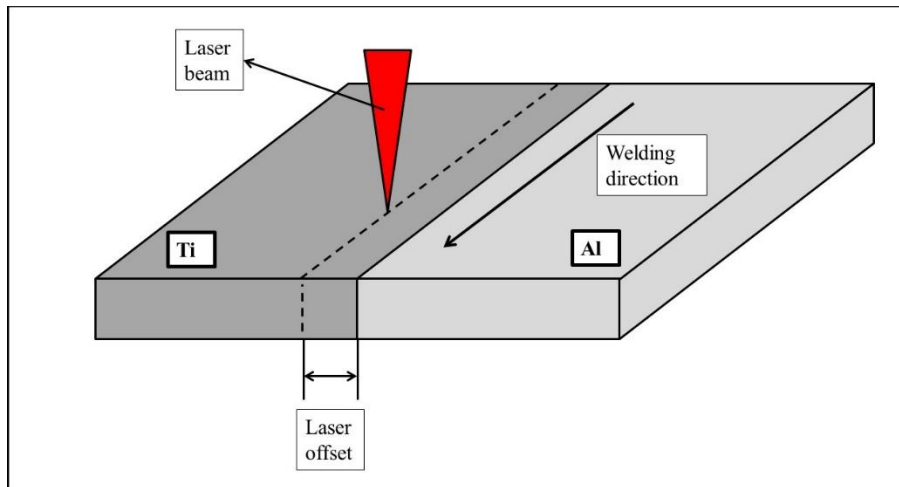 Laser
beam
Welding
direction
Ti
Al
Laser
offset